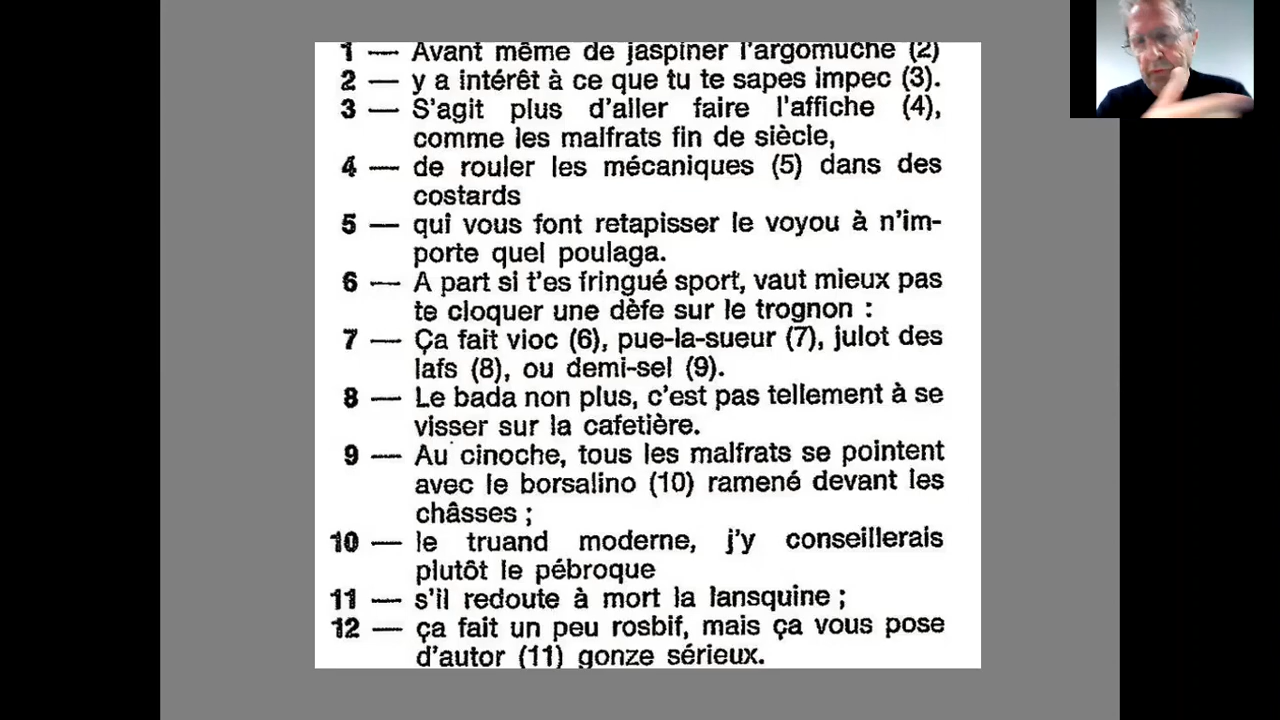 1 — Avant même de jaspiner l'argomuche (2)
2 — y a intérêt à ce que tu te sapes impec (3).
3 — S'agit plus d'aller faire l'affiche (4),
comme les malfrats fin de siècle,
4 — de rouler les mécaniques (5) dans des
costards
5 — qui vous font retapisser le voyou à n'im-
porte quel poulaga.
6 — A part si t'es fringué sport, vaut mieux pas
te cloquer une dèfe sur le trognon :
7 — Ça fait vioc (6), pue-la-sueur (7), julot des
lafs (8), ou demi-sel (9).
8 — Le bada non plus, c'est pas tellement à se
visser sur la cafetière.
9 — Au cinoche, tous les malfrats se pointent
avec le borsalino (10) ramené devant les
châsses ;
10 — le truand moderne, j'y conseillerais
plutôt le pébroque
11 — s'il redoute à mort la lansquine ;
12 — ça fait un peu rosbif, mais ça vous pose
d'autor (11) gonze sérieux.